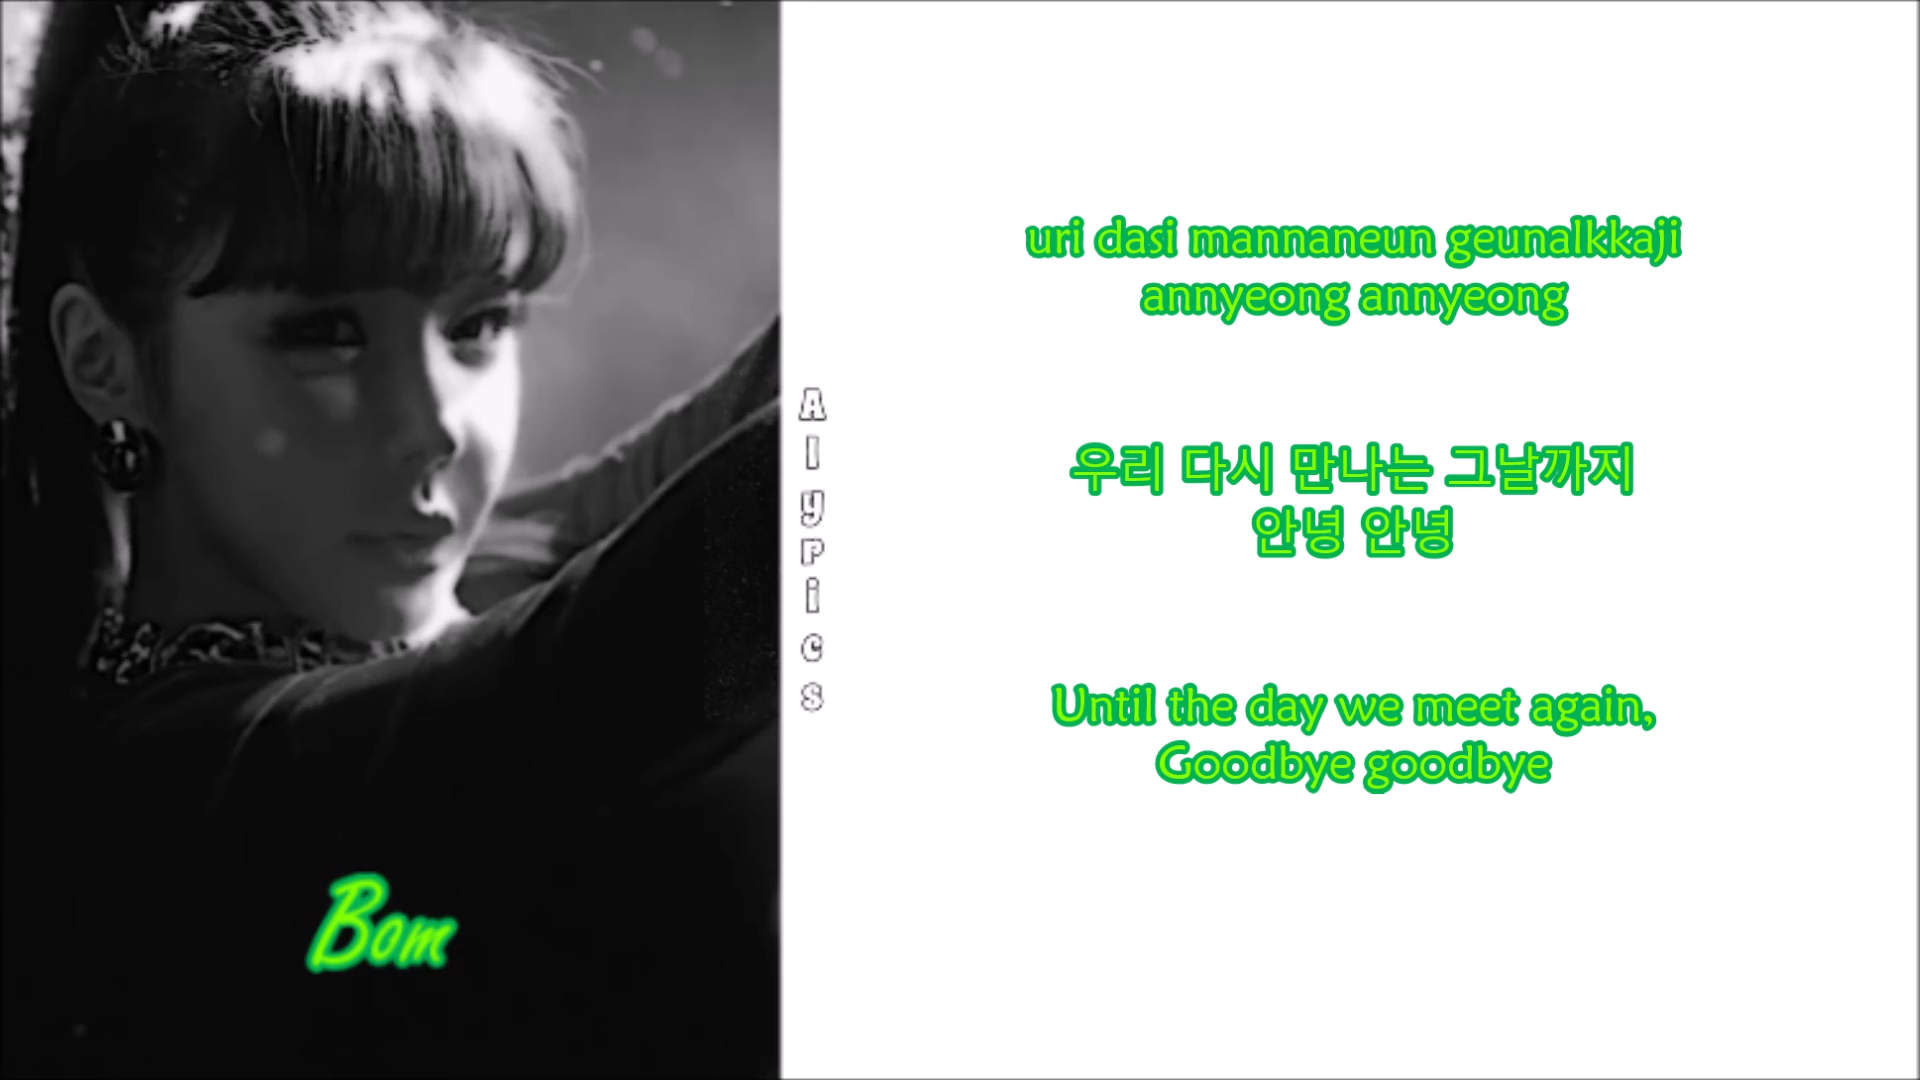 uri dasi mannaneun geunalkkaji
annyeong annyeong
우리 다시 만나는 그날까지
안녕 안녕
Until the day we meet again,
Goodbye goodbye
AlyPics
Bom